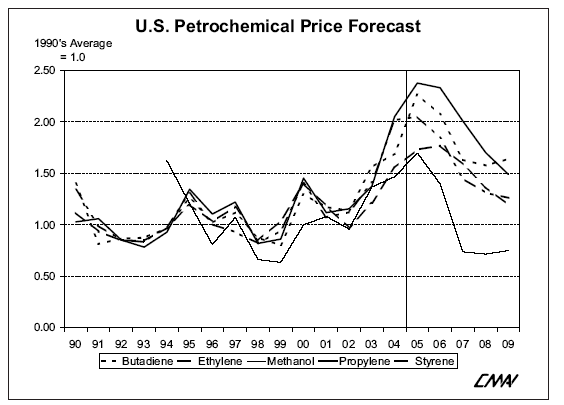 U.S. Petrochemical Price Forecast
1990's Average
= 1.0
2.50
2.00
1.50
1.00
0.50
0.00
90 91 92 93 94 95 96 97 98 99 00 01 02 03 04 05 06 07 08 09
Butadiene Ethylene Methanol Propylene Styrene
CMAI